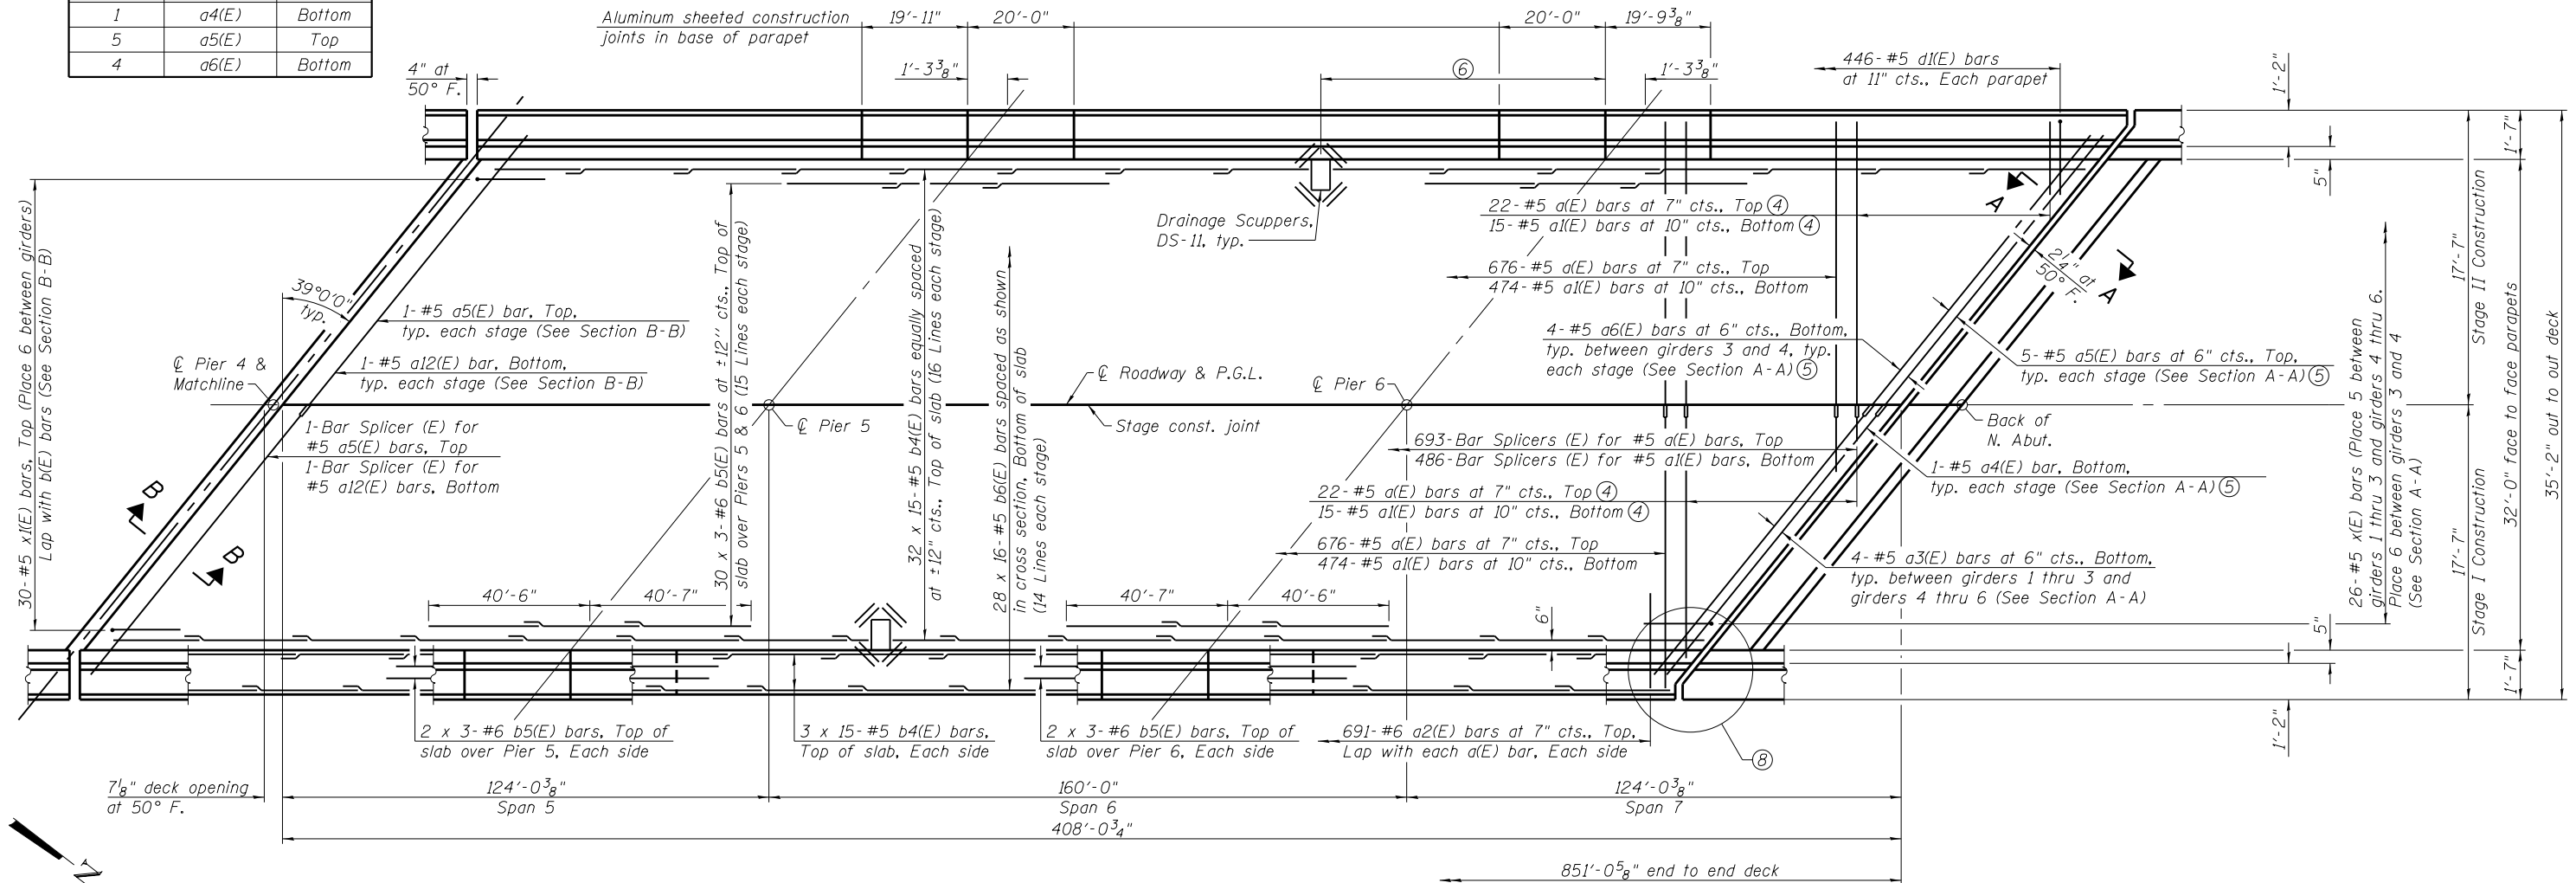 1 a4(E) Bottom
5 a5(E) Top
4 a6(E) Bottom
Aluminum sheeted construction
joints in base of parapet
19'-11"
20'-0"
20'-0"
19'-9 3/8"
4" at
50° F.
1'-3 3/8"
6
1'-3 3/8"
446-#5 d1(E) bars
at 11" cts., Each parapet
1'-2"
1'-7"
5"
30-#5 x1(E) bars, Top (Place 6 between girders)
Lap with b(E) bars (See Section B-B)
39°0'0"
typ.
1-#5 a5(E) bar, Top,
typ. each stage (See Section B-B)
1-#5 a12(E) bar, Bottom,
typ. each stage (See Section B-B)
℄ Pier 4 &
Matchline
1-Bar Splicer (E) for
#5 a5(E) bars, Top
1-Bar Splicer (E) for
#5 a12(E) bars, Bottom
B
B
30 x 3-#6 b5(E) bars at ±12" cts., Top of
slab over Piers 5 & 6 (15 Lines each stage)
℄ Pier 5
32 x 15-#5 b4(E) bars equally spaced
at ±12" cts., Top of slab (16 Lines each stage)
28 x 16-#5 b6(E) bars spaced as shown
in cross section, Bottom of slab
(14 Lines each stage)
Drainage Scuppers,
DS-11, typ.
℄ Roadway & P.G.L.
Stage const. joint
℄ Pier 6
22-#5 a(E) bars at 7" cts., Top 4
15-#5 a1(E) bars at 10" cts., Bottom 4
676-#5 a(E) bars at 7" cts., Top
474-#5 a1(E) bars at 10" cts., Bottom
4-#5 a6(E) bars at 6" cts., Bottom,
typ. between girders 3 and 4, typ.
each stage (See Section A-A) 5
693-Bar Splicers (E) for #5 a(E) bars, Top
486-Bar Splicers (E) for #5 a1(E) bars, Bottom
22-#5 a(E) bars at 7" cts., Top 4
15-#5 a1(E) bars at 10" cts., Bottom 4
676-#5 a(E) bars at 7" cts., Top
474-#5 a1(E) bars at 10" cts., Bottom
A
A
2 1/4" at
50° F.
5-#5 a5(E) bars at 6" cts., Top,
typ. each stage (See Section A-A) 5
Back of
N. Abut.
1-#5 a4(E) bar, Bottom,
typ. each stage (See Section A-A) 5
4-#5 a3(E) bars at 6" cts., Bottom,
typ. between girders 1 thru 3 and
girders 4 thru 6 (See Section A-A)
26-#5 x(E) bars (Place 5 between
girders 1 thru 3 and girders 4 thru 6.
Place 6 between girders 3 and 4
(See Section A-A)
17'-7"
Stage II Construction
17'-7"
Stage I Construction
32'-0" face to face parapets
35'-2" out to out deck
40'-6"
40'-7"
40'-7"
40'-6"
6"
5"
1'-7"
1'-2"
2 x 3-#6 b5(E) bars, Top of
slab over Pier 5, Each side
3 x 15-#5 b4(E) bars,
Top of slab, Each side
2 x 3-#6 b5(E) bars, Top of
slab over Pier 6, Each side
691-#6 a2(E) bars at 7" cts., Top,
Lap with each a(E) bar, Each side
8
7 1/8" deck opening
at 50° F.
124'-0 3/8"
Span 5
160'-0"
Span 6
124'-0 3/8"
Span 7
408'-0 3/4"
851'-0 5/8" end to end deck
N